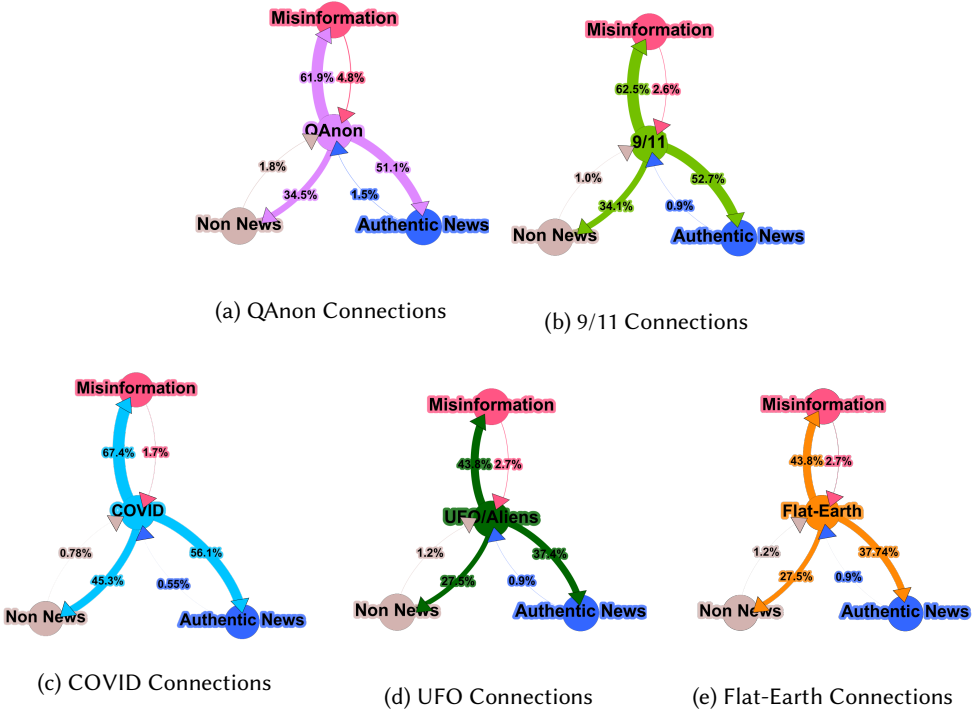 Misinformation
61.9% 4.8%
QAnon
1.8%
51.1%
34.5% 1.5%
Non News Authentic News
(a) QAnon Connections
Misinformation
62.5% 2.6%
9/11
1.0% 52.7%
34.1% 0.9%
Non News Authentic News
(b) 9/11 Connections
Misinformation
67.4% 1.7%
COVID
0.78% 56.1%
45.3% 0.55%
Non News Authentic News
(c) COVID Connections
Misinformation
43.8% 2.7%
UFO/Aliens
1.2% 37.4%
27.5% 0.9%
Non News Authentic News
(d) UFO Connections
Misinformation
43.8% 2.7%
Flat-Earth
1.2% 37.74%
27.5% 0.9%
Non News Authentic News
(e) Flat-Earth Connections